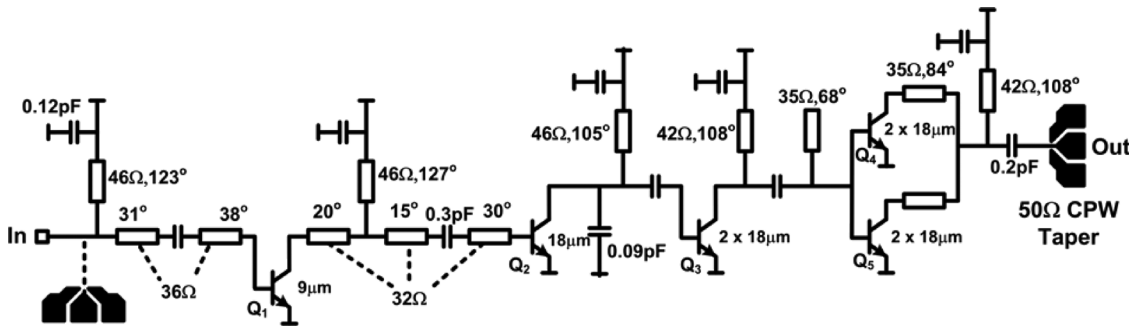 0.12pF
46Ω,123°
31°
38°
In
36Ω
Q1
9μm
20°
46Ω,127°
15°
0.3pF
30°
32Ω
Q2
18μm
0.09pF
46Ω,105°
42Ω,108°
Q3
2 x 18μm
35Ω,68°
35Ω,84°
Q4
2 x 18μm
Q5
2 x 18μm
42Ω,108°
0.2pF
Out
50Ω CPW
Taper